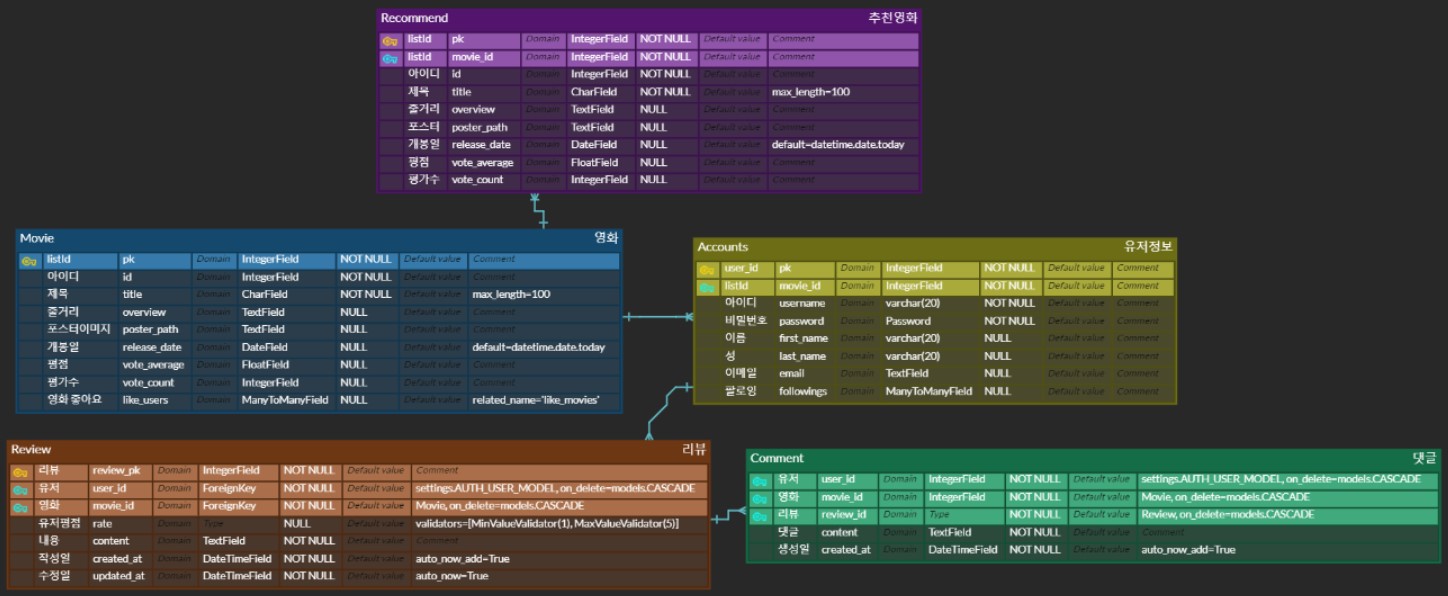 Recommend 추천영화
listId pk Domain IntegerField NOT NULL Default value Comment
listId movie_id Domain IntegerField NOT NULL Default value Comment
아이디 id Domain IntegerField NOT NULL Default value Comment
제목 title Domain CharField NOT NULL Default value max_length=100
줄거리 overview Domain TextField NULL Default value Comment
포스터 poster_path Domain TextField NULL Default value Comment
개봉일 release_date Domain DateField NULL Default value default=datetime.date.today
평점 vote_average Domain FloatField NULL Default value Comment
평가수 vote_count Domain IntegerField NULL Default value Comment
Movie 영화
listId pk Domain IntegerField NOT NULL Default value Comment
아이디 id Domain IntegerField NOT NULL Default value Comment
제목 title Domain CharField NOT NULL Default value max_length=100
줄거리 overview Domain TextField NULL Default value Comment
포스터이미지 poster_path Domain TextField NULL Default value Comment
개봉일 release_date Domain DateField NULL Default value default=datetime.date.today
평점 vote_average Domain FloatField NULL Default value Comment
평가수 vote_count Domain IntegerField NULL Default value Comment
영화 좋아요 like_users Domain ManyToManyField NULL Default value related_name='like_movies'
Accounts 유저정보
user_id pk Domain IntegerField NOT NULL Default value Comment
listId movie_id Domain IntegerField NOT NULL Default value Comment
아이디 username Domain varchar(20) NOT NULL Default value Comment
비밀번호 password Domain Password NOT NULL Default value Comment
이름 first_name Domain varchar(20) NULL Default value Comment
성 last_name Domain varchar(20) NULL Default value Comment
이메일 email Domain TextField NULL Default value Comment
팔로잉 followings Domain ManyToManyField NULL Default value Comment
Review 리뷰
리뷰 review_pk Domain IntegerField NOT NULL Default value Comment
유저 user_id Domain ForeignKey NOT NULL Default value settings.AUTH_USER_MODEL, on_delete=models.CASCADE
영화 movie_id Domain ForeignKey NOT NULL Default value Movie, on_delete=models.CASCADE
유저평점 rate Domain Type NULL Default value validators=[MinValueValidator(1), MaxValueValidator(5)]
내용 content Domain TextField NOT NULL Default value Comment
작성일 created_at Domain DateTimeField NOT NULL Default value auto_now_add=True
수정일 updated_at Domain DateTimeField NOT NULL Default value auto_now=True
Comment 댓글
유저 user_id Domain IntegerField NOT NULL Default value settings.AUTH_USER_MODEL, on_delete=models.CASCADE
영화 movie_id Domain IntegerField NOT NULL Default value Movie, on_delete=models.CASCADE
리뷰 review_id Domain Type NOT NULL Default value Review, on_delete=models.CASCADE
댓글 content Domain TextField NOT NULL Default value Comment
생성일 created_at Domain DateTimeField NOT NULL Default value auto_now_add=True